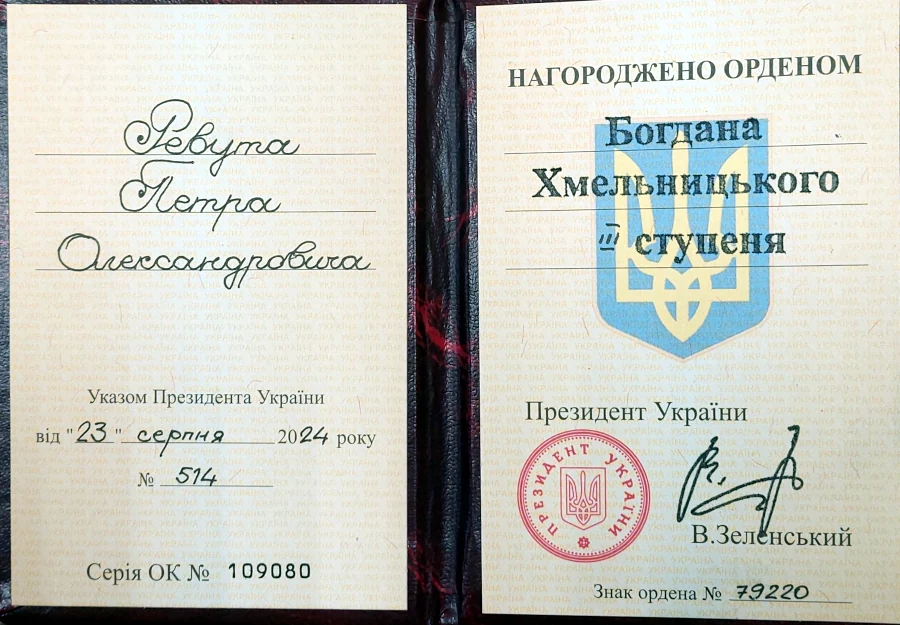 Ревута
Петра
Олександровича
Указом Президента України
від "23" серпня 2024 року
№ 514
Серія ОК № 109080
НАГОРОДЖЕНО ОРДЕНОМ
Богдана
Хмельницького
III ступеня
Президент України
ПРЕЗИДЕНТ УКРАЇНИ
В.Зеленський
Знак ордена № 79220